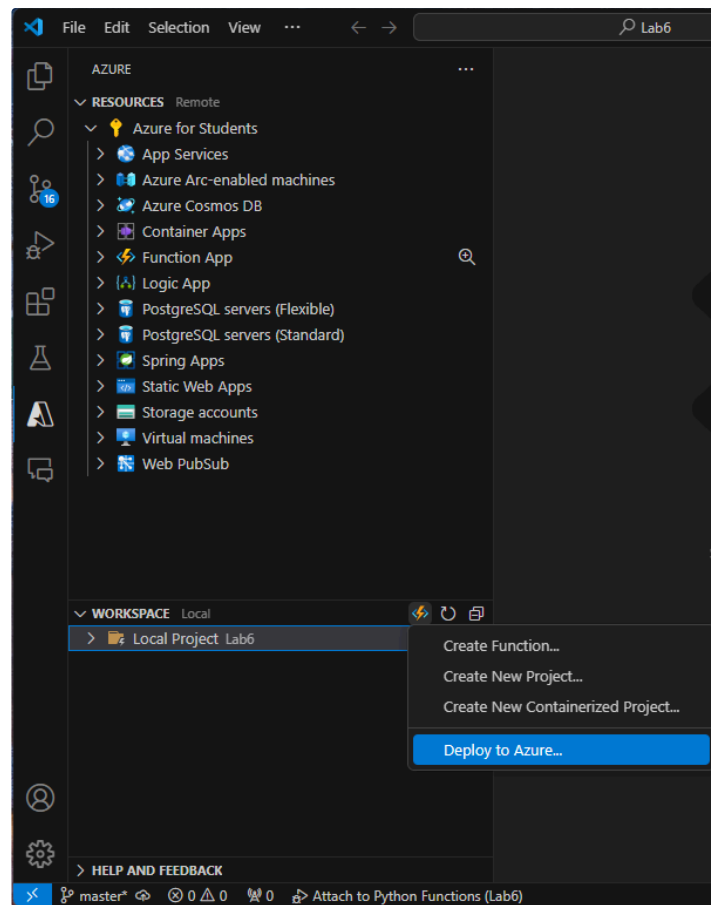 File Edit Selection View ··· Lab6
AZURE ···
RESOURCES Remote
Azure for Students
App Services
Azure Arc-enabled machines
Azure Cosmos DB
Container Apps
Function App
Logic App
PostgreSQL servers (Flexible)
PostgreSQL servers (Standard)
Spring Apps
Static Web Apps
Storage accounts
Virtual machines
Web PubSub
16
WORKSPACE Local
Local Project Lab6
Create Function...
Create New Project...
Create New Containerized Project...
Deploy to Azure...
HELP AND FEEDBACK
master* 0 0 0 Attach to Python Functions (Lab6)